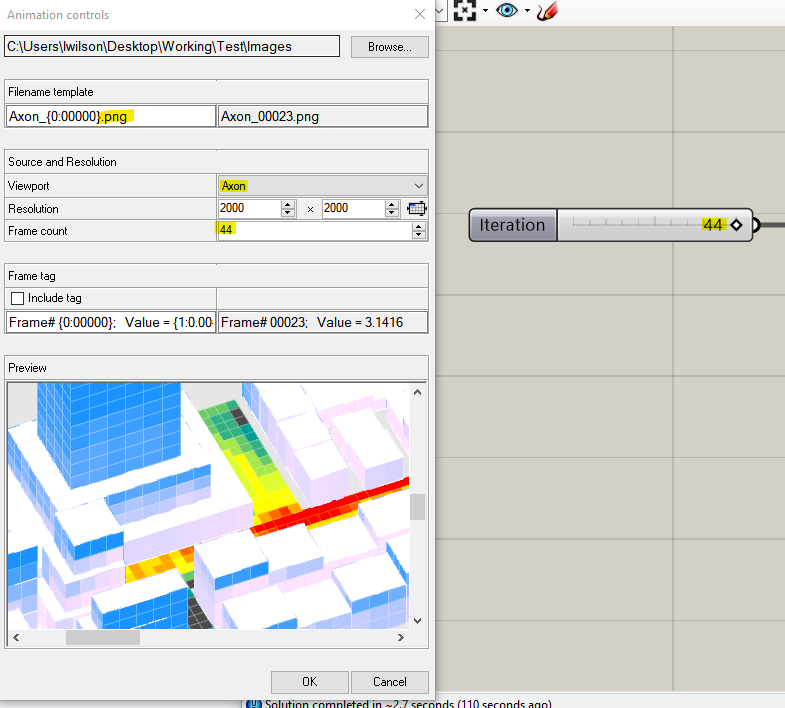 Animation controls
C:\Users\lwilson\Desktop\Working\Test\Images
Browse...
Filename template
Axon_{0:00000}.png
Axon_00023.png
Source and Resolution
Viewport
Axon
Resolution
2000
x
2000
Frame count
44
Frame tag
Include tag
Frame# {0:00000};  Value = {1:0.00
Frame# 00023;  Value = 3.1416
Preview
OK
Cancel
Iteration
44
Solution completed in ~2.7 seconds (110 seconds ago)